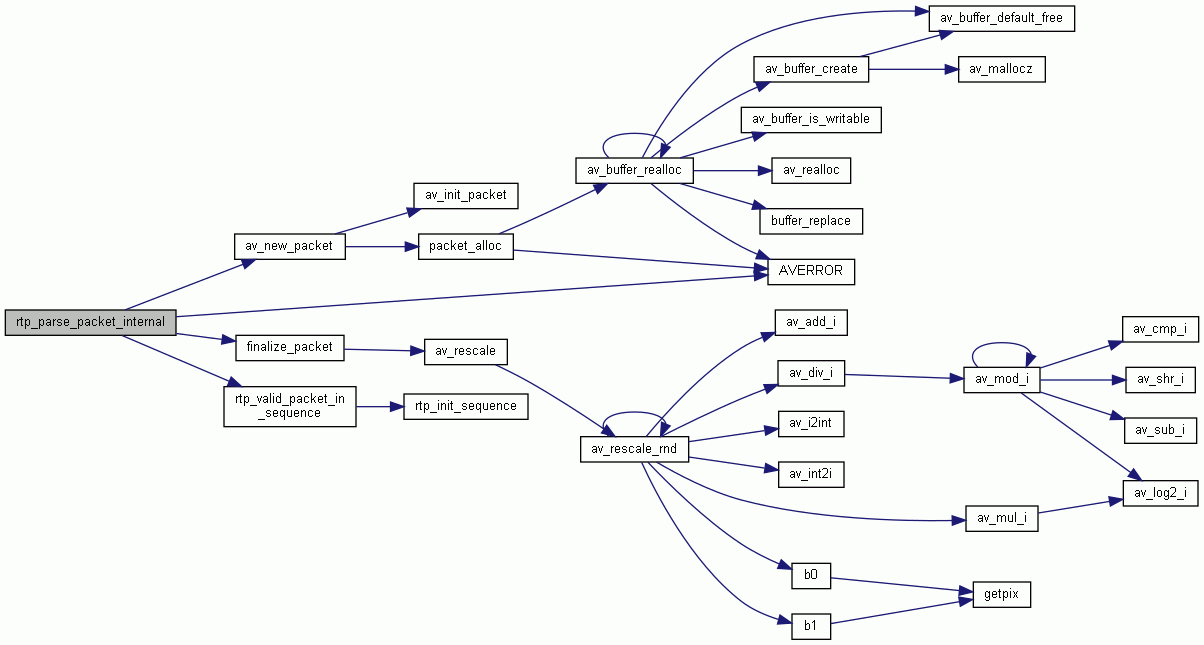 av_buffer_default_free
av_buffer_create
av_mallocz
av_buffer_is_writable
av_buffer_realloc
av_realloc
av_init_packet
buffer_replace
av_new_packet
packet_alloc
AVERROR
rtp_parse_packet_internal
av_add_i
av_cmp_i
finalize_packet
av_rescale
av_div_i
av_mod_i
av_shr_i
rtp_valid_packet_in
_sequence
rtp_init_sequence
av_i2int
av_sub_i
av_rescale_rnd
av_int2i
av_log2_i
av_mul_i
b0
getpix
b1